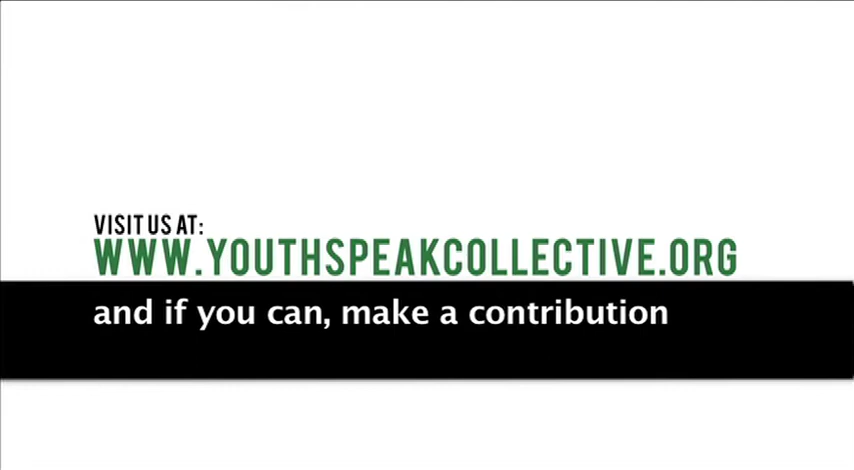 VISIT US AT:
WWW.YOUTHSPEAKCOLLECTIVE.ORG
and if you can, make a contribution